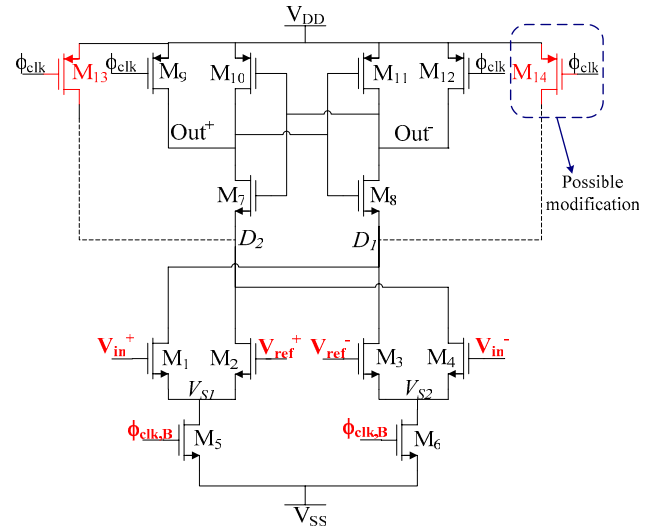 V_DD
ϕ_clk M_13 ϕ_clk M_9 M_10 M_11 M_12 ϕ_clk M_14 ϕ_clk
Out^+ Out^-
M_7 M_8
Possible
modification
D_2 D_1
V_in^+ M_1 M_2 V_ref^+ V_ref^- M_3 M_4 V_in^-
V_S1 V_S2
ϕ_clk,B M_5 ϕ_clk,B M_6
V_SS